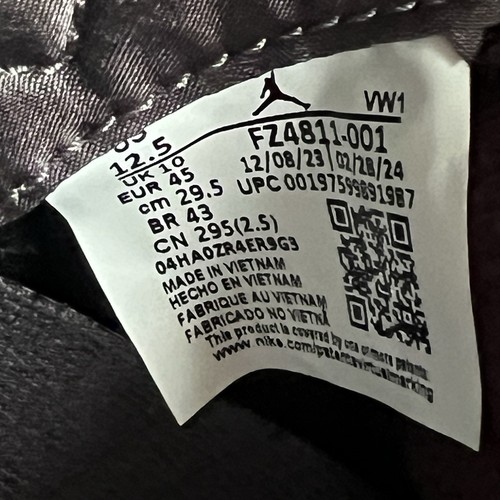 VW1
12.5
FZ4811-001
UK 10
12/08/23 02/28/24
EUR 45
UPC 00197599891987
cm 29.5
BR 43
CN 295(2.5)
04HA0ZR4ER9G3
MADE IN VIETNAM
HECHO EN VIETNAM
FABRIQUE AU VIETNAM
FABRICADO NO VIETNA
This product is covered by one or more patents
www.nike.com/